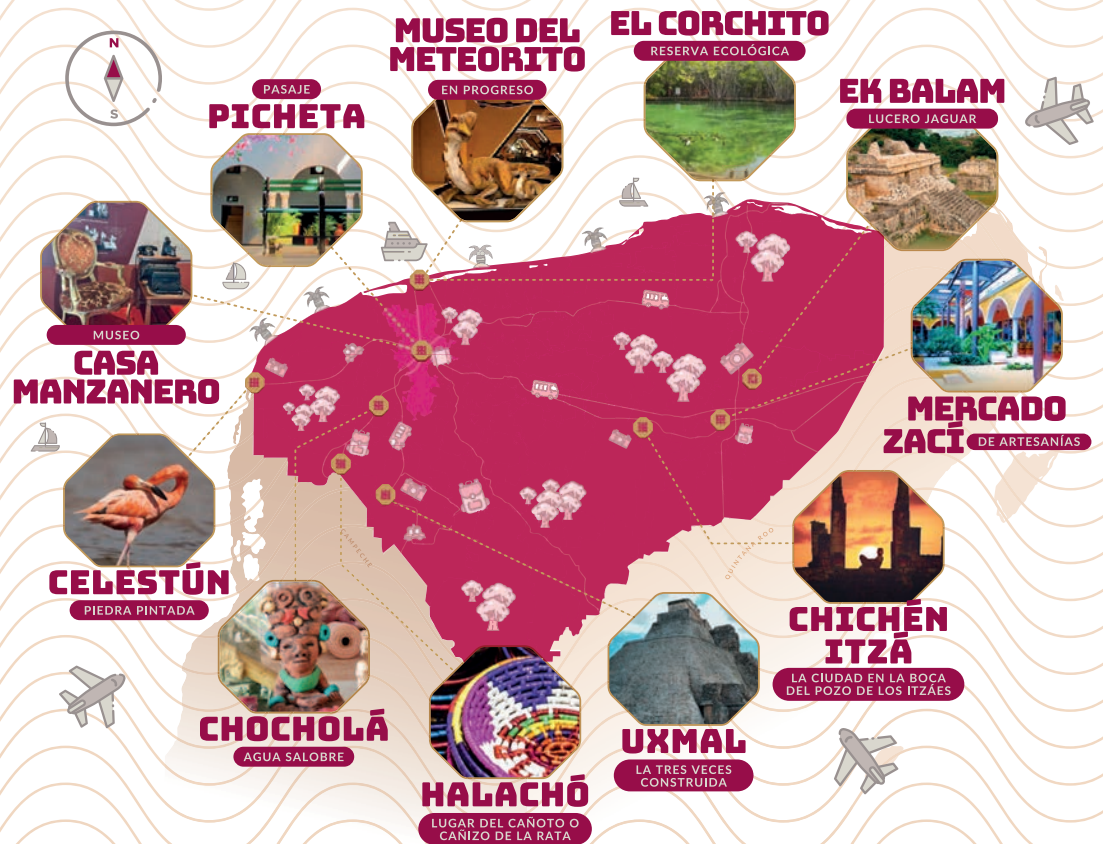 N
S
MUSEO DEL
METEORITO
EN PROGRESO
EL CORCHITO
RESERVA ECOLÓGICA
PASAJE
PICHETA
EK BALAM
LUCERO JAGUAR
MUSEO
CASA
MANZANERO
MERCADO
ZACÍ DE ARTESANÍAS
CELESTÚN
PIEDRA PINTADA
CAMPECHE
QUINTANA ROO
CHICHÉN
ITZÁ
LA CIUDAD EN LA BOCA
DEL POZO DE LOS ITZÁES
CHOCHOLÁ
AGUA SALOBRE
UXMAL
LA TRES VECES
CONSTRUIDA
HALACHÓ
LUGAR DEL CAÑOTO O
CAÑIZO DE LA RATA